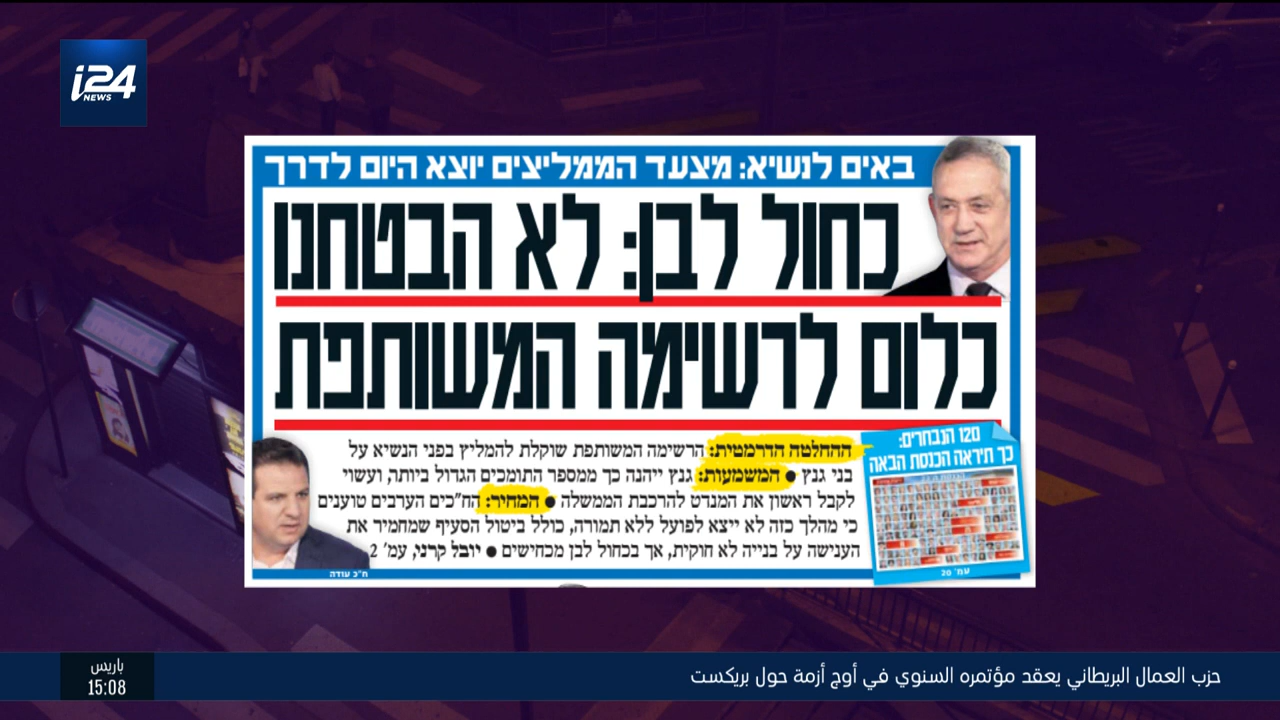 i24
NEWS
באים לנשיא: מצעד הממליצים יוצא היום לדרך
כחול לבן: לא הבטחנו
כלום לרשימה המשותפת
ההחלטה הדרמטית: הרשימה המשותפת שוקלת להמליץ בפני הנשיא על
בני גנץ ● המשמעות: גנץ ייהנה כך ממספר התומכים הגדול ביותר, ועשוי
לקבל ראשון את המנדט להרכבת הממשלה ● המחיר: הח"כים הערבים טוענים
כי מהלך כזה לא ייצא לפועל ללא תמורה, כולל ביטול הסעיף שמחמיר את
הענישה על בנייה לא חוקית, אך בכחול לבן מכחישים ● יובל קרני, עמ' 2
ח"כ עודה
120 הנבחרים:
כך תיראה הכנסת הבאה
עמ' 20
باريس
15:08
حزب العمال البريطاني يعقد مؤتمره السنوي في أوج أزمة حول بريكست